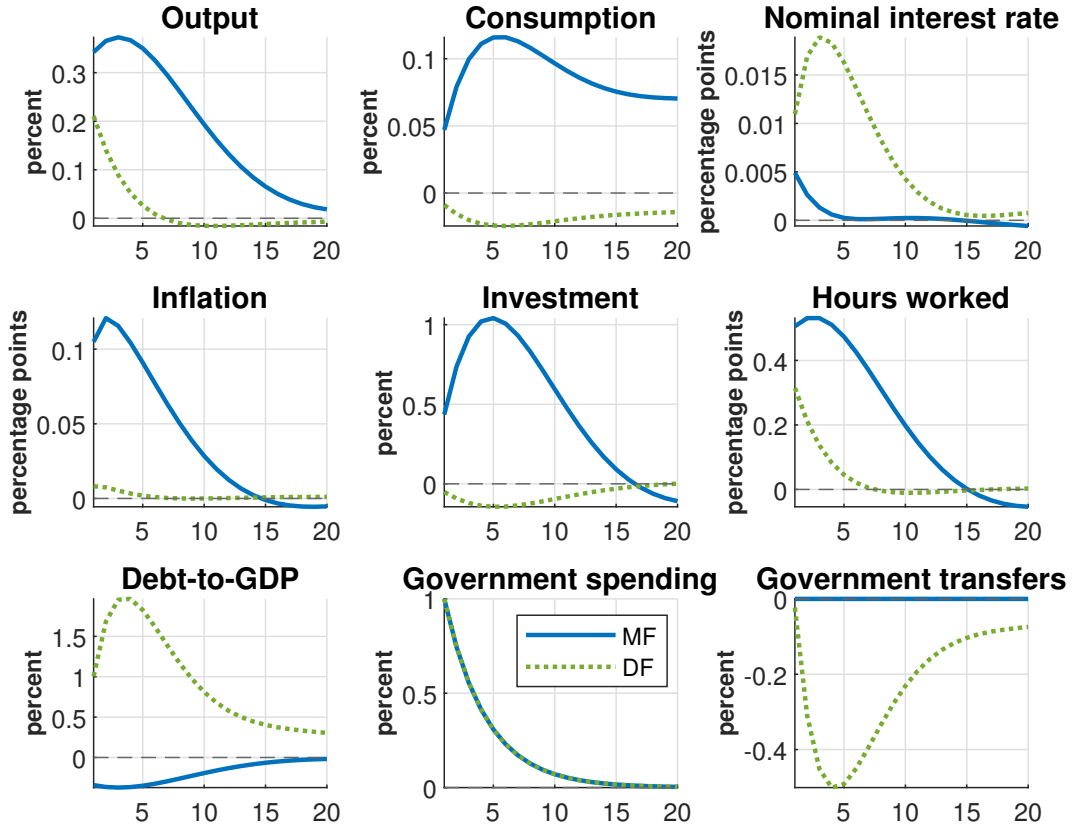 Output
percent
0.3
0.2
0.1
0
5 10 15 20
Consumption
percent
0.1
0.05
0
5 10 15 20
Nominal interest rate
percentage points
0.015
0.01
0.005
0
5 10 15 20
Inflation
percentage points
0.1
0.05
0
5 10 15 20
Investment
percent
1
0.5
0
5 10 15 20
Hours worked
percentage points
0.4
0.2
0
5 10 15 20
Debt-to-GDP
percent
1.5
1
0.5
0
5 10 15 20
Government spending
percent
1
0.5
0
5 10 15 20
MF
DF
Government transfers
percent
0
-0.2
-0.4
5 10 15 20